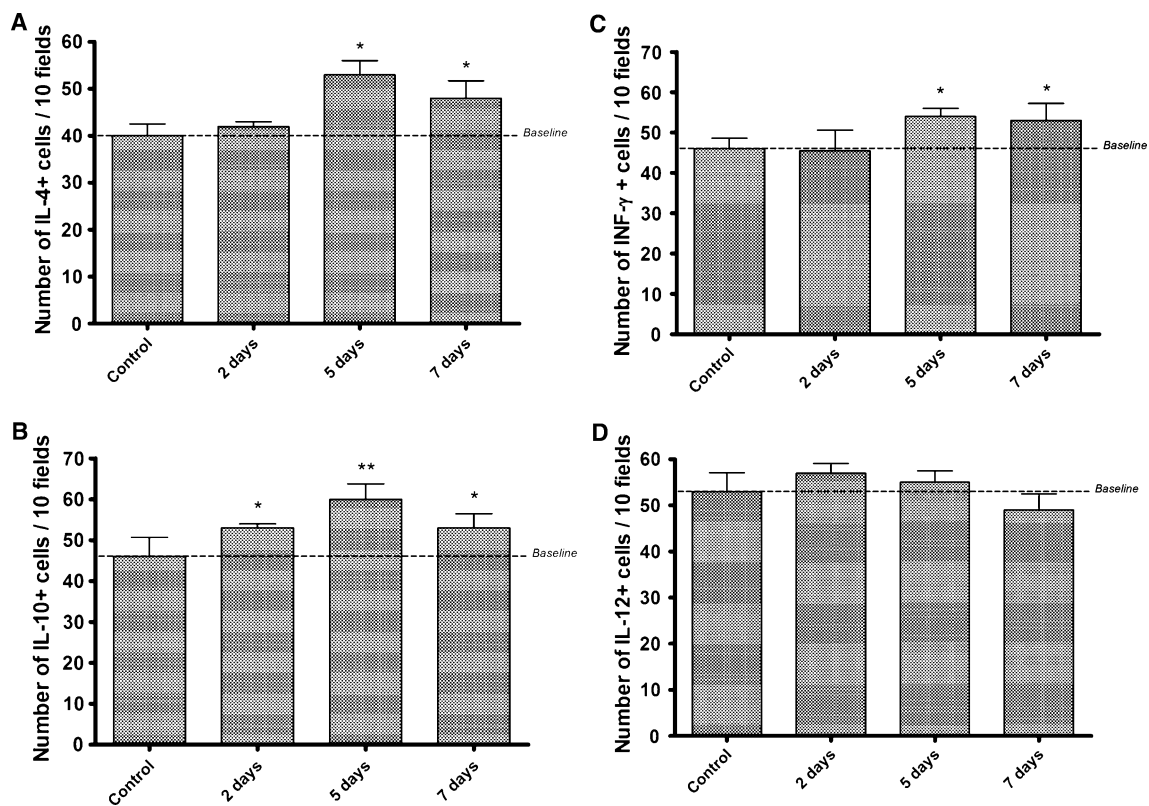 A
Number of IL-4+ cells / 10 fields
60
50
40
30
20
10
0
*
*
Baseline
Control
2 days
5 days
7 days
C
Number of INF-γ + cells / 10 fields
70
60
50
40
30
20
10
0
*
*
Baseline
Control
2 days
5 days
7 days
B
Number of IL-10+ cells / 10 fields
70
60
50
40
30
20
10
0
*
**
*
Baseline
Control
2 days
5 days
7 days
D
Number of IL-12+ cells / 10 fields
60
50
40
30
20
10
0
Baseline
Control
2 days
5 days
7 days